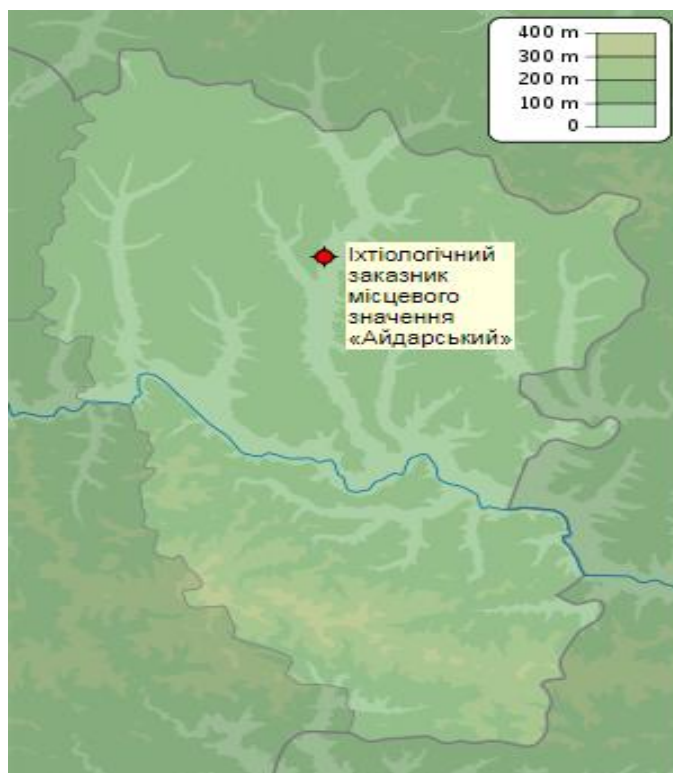 400 m
300 m
200 m
100 m
0
Іхтіологічний
заказник
місцевого
значення
«Айдарський»